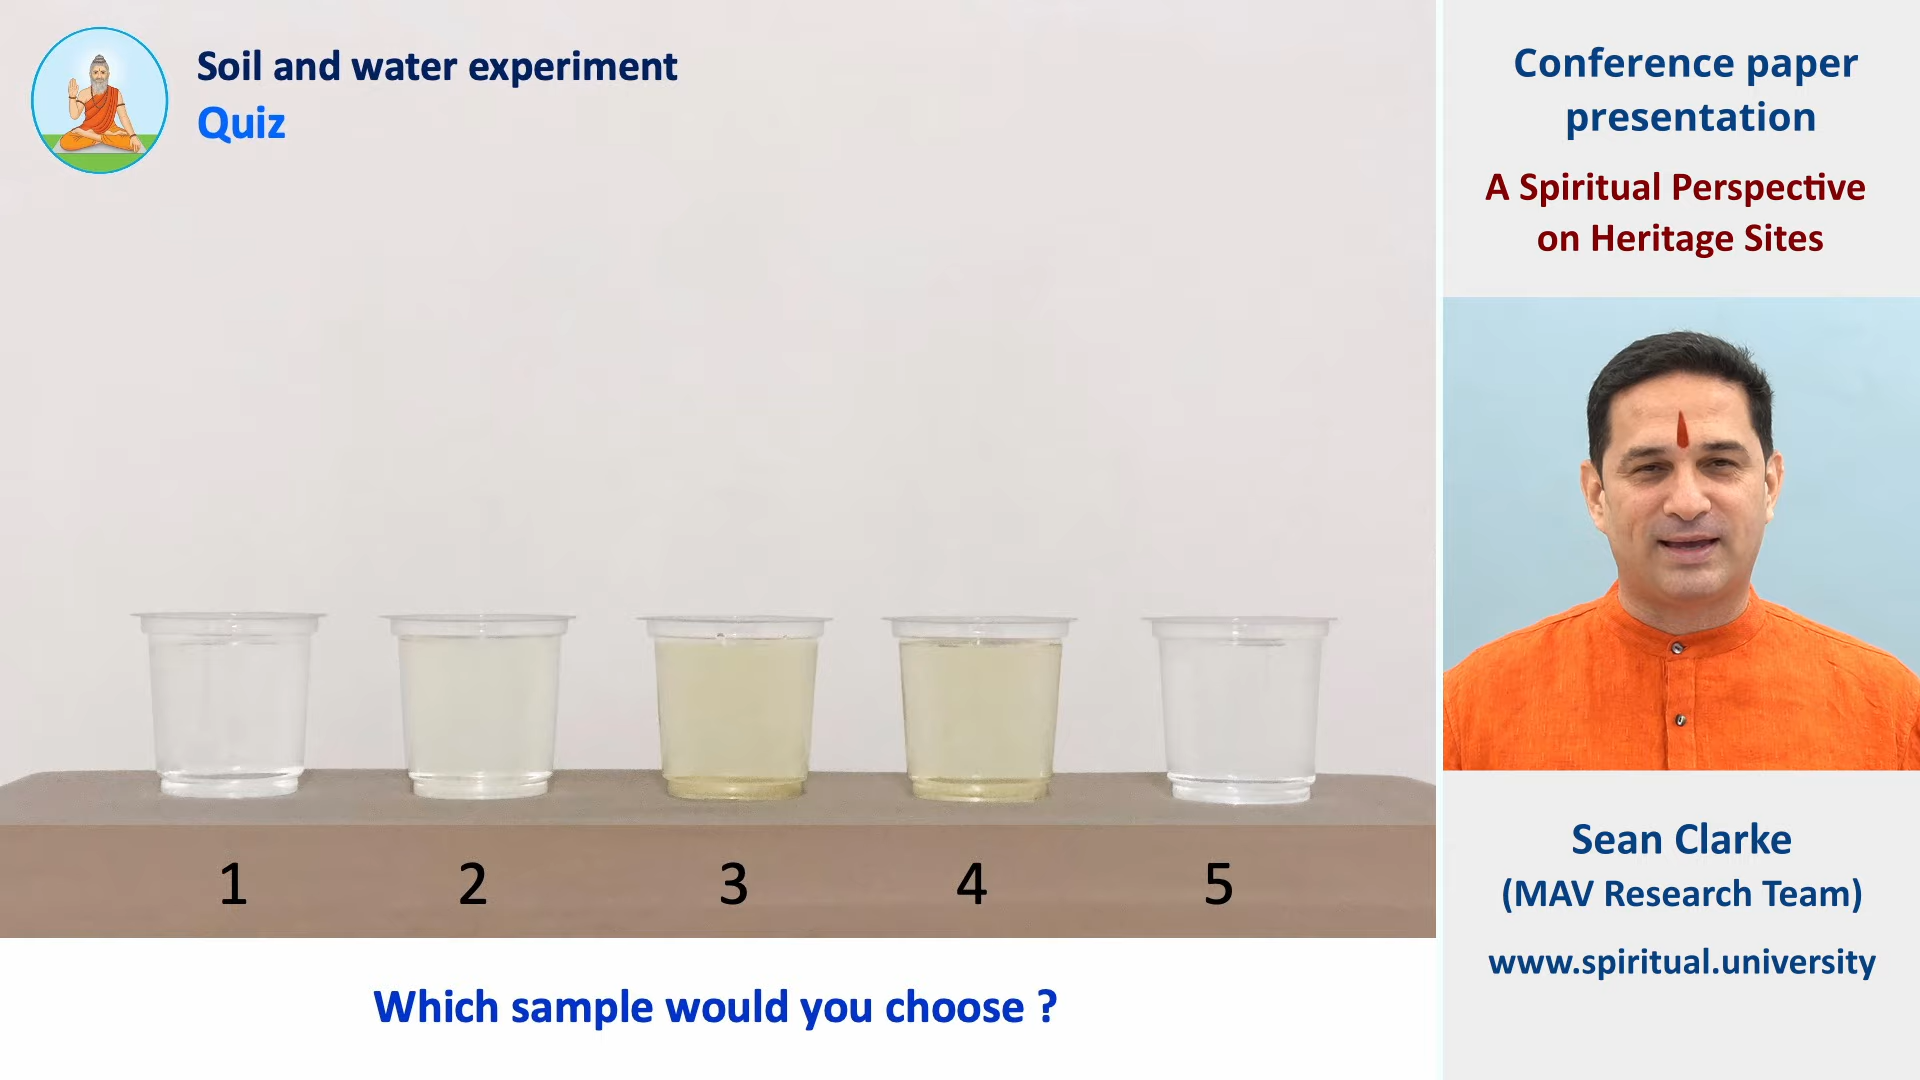 Soil and water experiment
Quiz
1 2 3 4 5
Which sample would you choose ?
Conference paper
presentation
A Spiritual Perspective
on Heritage Sites
Sean Clarke
(MAV Research Team)
www.spiritual.university